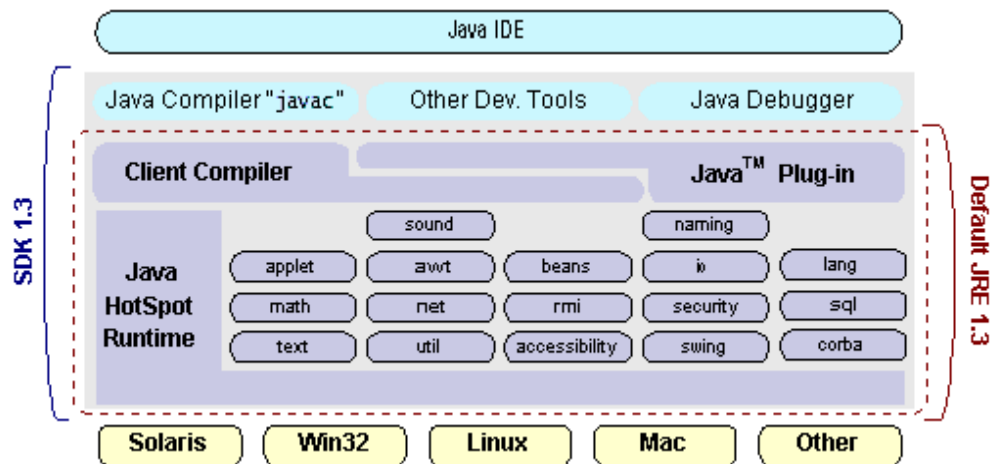 Java IDE
SDK 1.3
Java Compiler "javac"
Other Dev. Tools
Java Debugger
Client Compiler
Java™ Plug-in
Default JRE 1.3
Java
HotSpot
Runtime
sound
naming
applet
awt
beans
io
lang
math
net
rmi
security
sql
text
util
accessibility
swing
corba
Solaris
Win32
Linux
Mac
Other